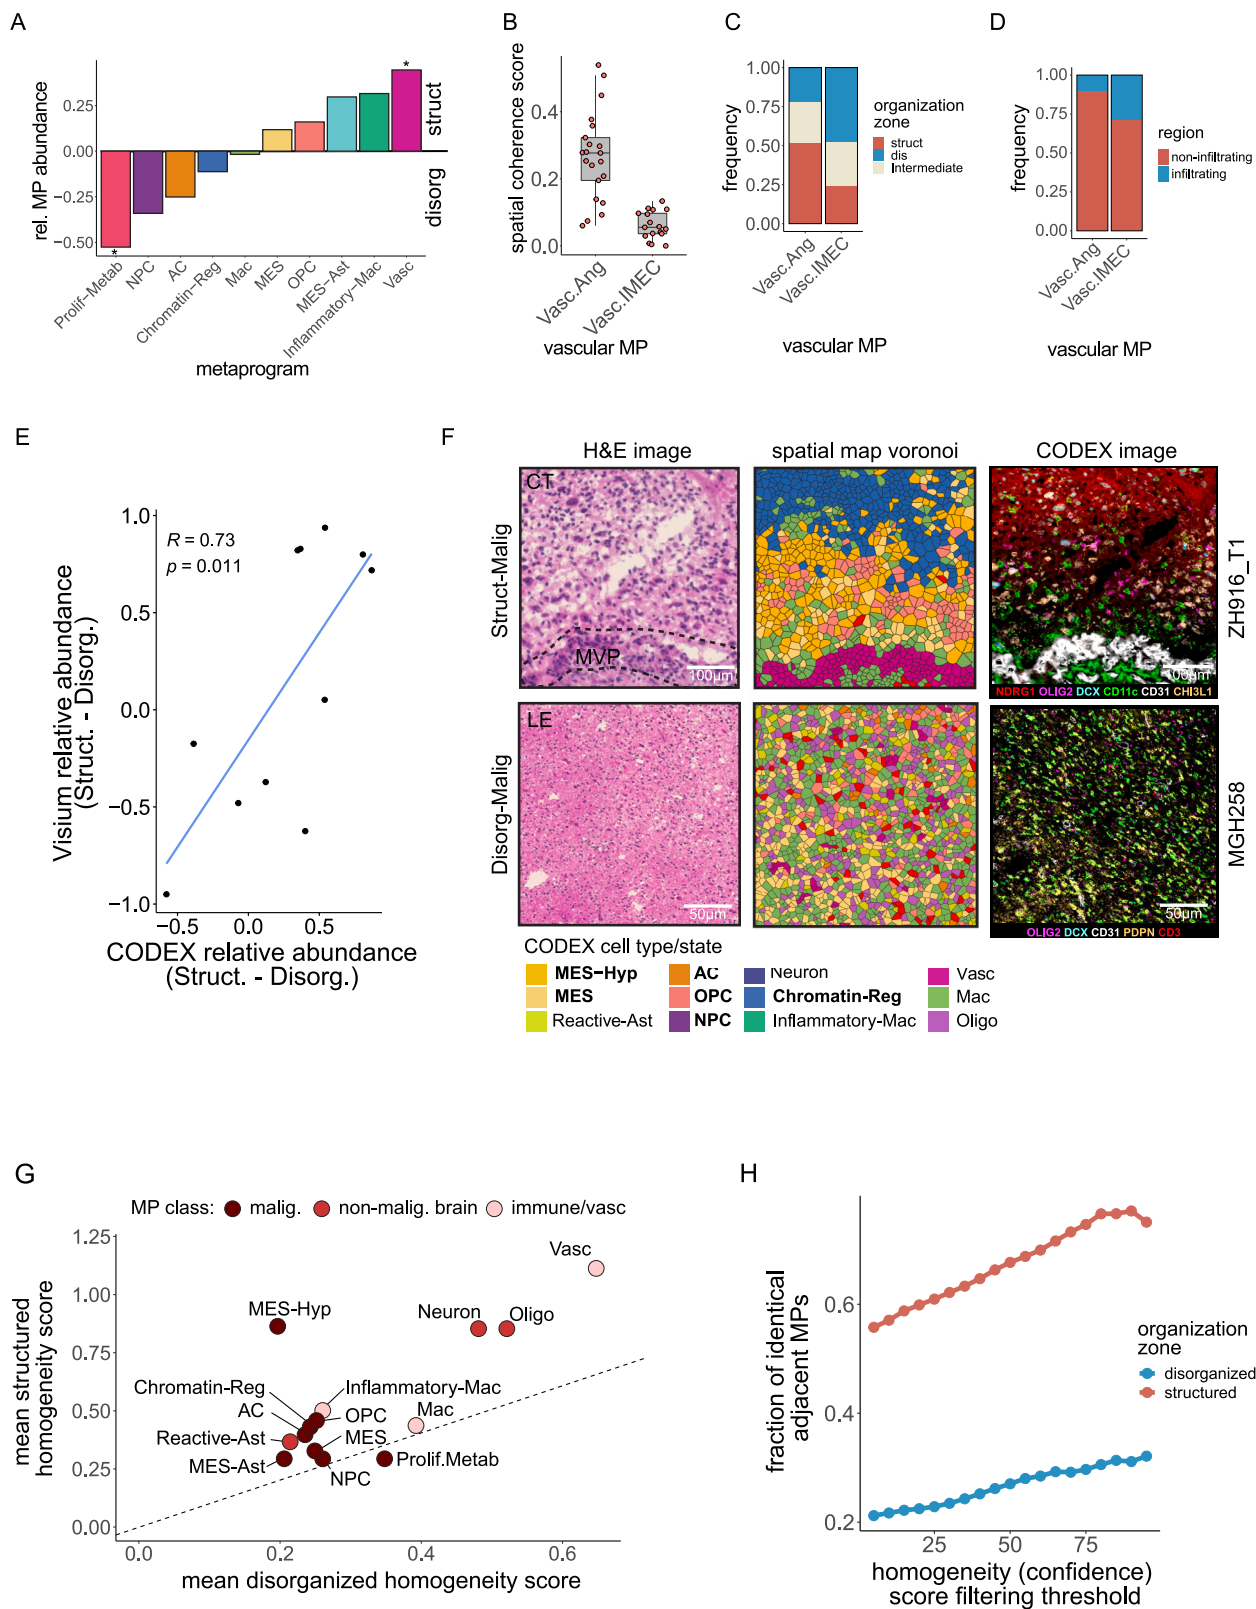 A
rel. MP abundance
0.25
0.00
−0.25
−0.50
*
*
struct
disorg
Prolif−Metab
NPC
AC
Chromatin−Reg
Mac
MES
OPC
MES−Ast
Inflammatory−Mac
Vasc
metaprogram
B
spatial coherence score
0.4
0.2
0.0
Vasc.Ang
Vasc.IMEC
vascular MP
C
frequency
1.00
0.75
0.50
0.25
0.00
Vasc.Ang
Vasc.IMEC
vascular MP
organization
zone
struct
dis
Intermediate
D
frequency
1.00
0.75
0.50
0.25
0.00
Vasc.Ang
Vasc.IMEC
vascular MP
region
non−infiltrating
infiltrating
E
Visium relative abundance
(Struct. - Disorg.)
1.0
0.5
0.0
−0.5
−1.0
R = 0.73
p = 0.011
−0.5
0.0
0.5
CODEX relative abundance
(Struct. - Disorg.)
F
H&E image
spatial map voronoi
CODEX image
Struct-Malig
CT
MVP
100µm
100µm
NDRG1 OLIG2 DCX CD11c CD31 CHI3L1
ZH916_T1
Disorg-Malig
LE
50µm
50µm
OLIG2 DCX CD31 PDPN CD3
MGH258
CODEX cell type/state
MES−Hyp
AC
Neuron
Vasc
MES
OPC
Chromatin−Reg
Mac
Reactive-Ast
NPC
Inflammatory−Mac
Oligo
G
MP class:
malig.
non-malig. brain
immune/vasc
mean structured
homogeneity score
1.25
1.00
0.75
0.50
0.25
0.00
Vasc
MES-Hyp
Neuron
Oligo
Chromatin-Reg
Inflammatory-Mac
AC
OPC
Mac
Reactive-Ast
MES
MES-Ast
NPC
Prolif.Metab
0.0
0.2
0.4
0.6
mean disorganized homogeneity score
H
fraction of identical
adjacent MPs
0.6
0.4
0.2
25
50
75
homogeneity (confidence)
score filtering threshold
organization
zone
disorganized
structured